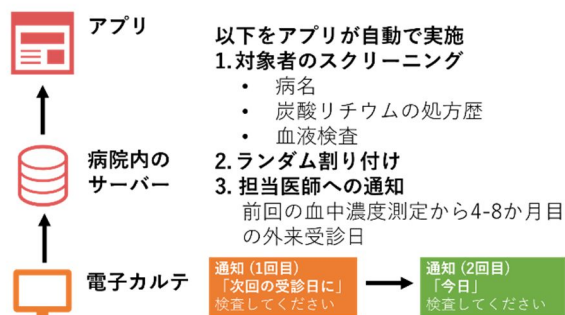 アプリ
以下をアプリが自動で実施
1.対象者のスクリーニング
• 病名
• 炭酸リチウムの処方歴
• 血液検査
病院内の
サーバー
2.ランダム割り付け
3. 担当医師への通知
前回の血中濃度測定から4-8か月目
の外来受診日
電子カルテ
通知 (1回目)
「次回の受診日に」
検査してください
通知 (2回目)
「今日」
検査してください